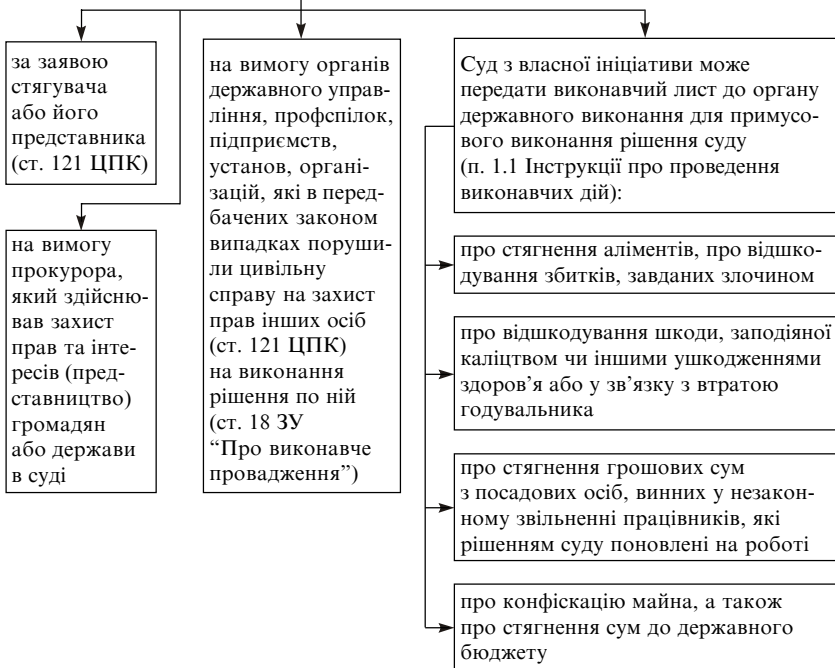 за заявою
стягувача
або його
представника
(ст. 121 ЦПК)
на вимогу
прокурора,
який здійсню-
вав захист
прав та інте-
ресів (пред-
ставництво)
громадян
або держави
в суді
на вимогу органів
державного управ-
ління, профспілок,
підприємств,
установ, органі-
зацій, які в перед-
бачених законом
випадках поруши-
ли цивільну
справу на захист
прав інших осіб
(ст. 121 ЦПК)
на виконання
рішення по ній
(ст. 18 ЗУ
“Про виконавче
провадження”)
Суд з власної ініціативи може
передати виконавчий лист до органу
державного виконання для примусо-
вого виконання рішення суду
(п. 1.1 Інструкції про проведення
виконавчих дій):
про стягнення аліментів, про відшко-
дування збитків, завданих злочином
про відшкодування шкоди, заподіяної
каліцтвом чи іншими ушкодженнями
здоров’я або у зв’язку з втратою
годувальника
про стягнення грошових сум
з посадових осіб, винних у незакон-
ному звільненні працівників, які
рішенням суду поновлені на роботі
про конфіскацію майна, а також
про стягнення сум до державного
бюджету